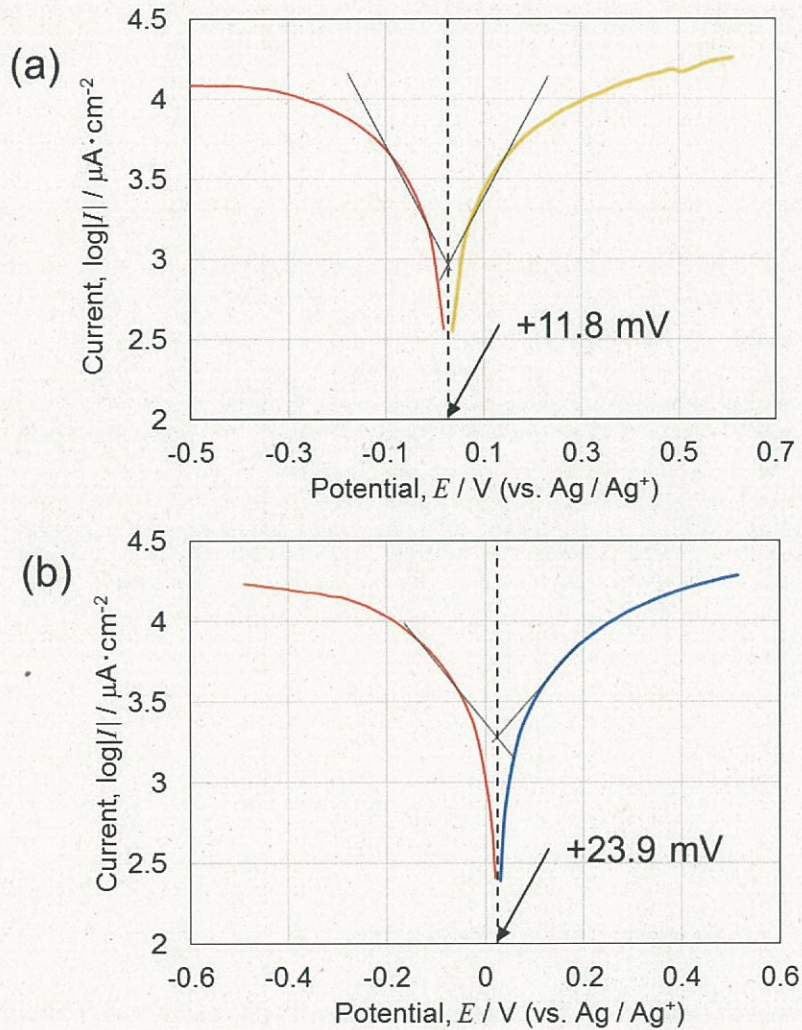 (a)
Current, log|I| / μA·cm⁻²
4.5
4
3.5
3
2.5
2
+11.8 mV
-0.5 -0.3 -0.1 0.1 0.3 0.5 0.7
Potential, E / V (vs. Ag / Ag⁺)
(b)
Current, log|I| / μA·cm⁻²
4.5
4
3.5
3
2.5
2
+23.9 mV
-0.6 -0.4 -0.2 0 0.2 0.4 0.6
Potential, E / V (vs. Ag / Ag⁺)